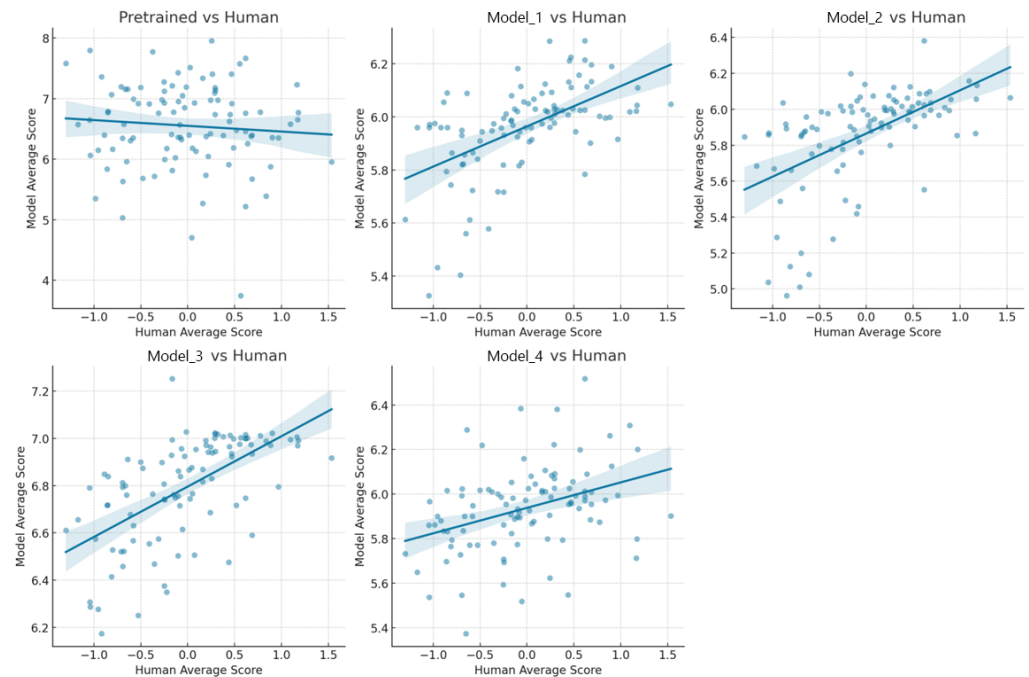 Pretrained vs Human
8
7
6
5
4
Model Average Score
−1.0 −0.5 0.0 0.5 1.0 1.5
Human Average Score
Model_1 vs Human
6.2
6.0
5.8
5.6
5.4
Model Average Score
−1.0 −0.5 0.0 0.5 1.0 1.5
Human Average Score
Model_2 vs Human
6.4
6.2
6.0
5.8
5.6
5.4
5.2
5.0
Model Average Score
−1.0 −0.5 0.0 0.5 1.0 1.5
Human Average Score
Model_3 vs Human
7.2
7.0
6.8
6.6
6.4
6.2
Model Average Score
−1.0 −0.5 0.0 0.5 1.0 1.5
Human Average Score
Model_4 vs Human
6.4
6.2
6.0
5.8
5.6
5.4
Model Average Score
−1.0 −0.5 0.0 0.5 1.0 1.5
Human Average Score